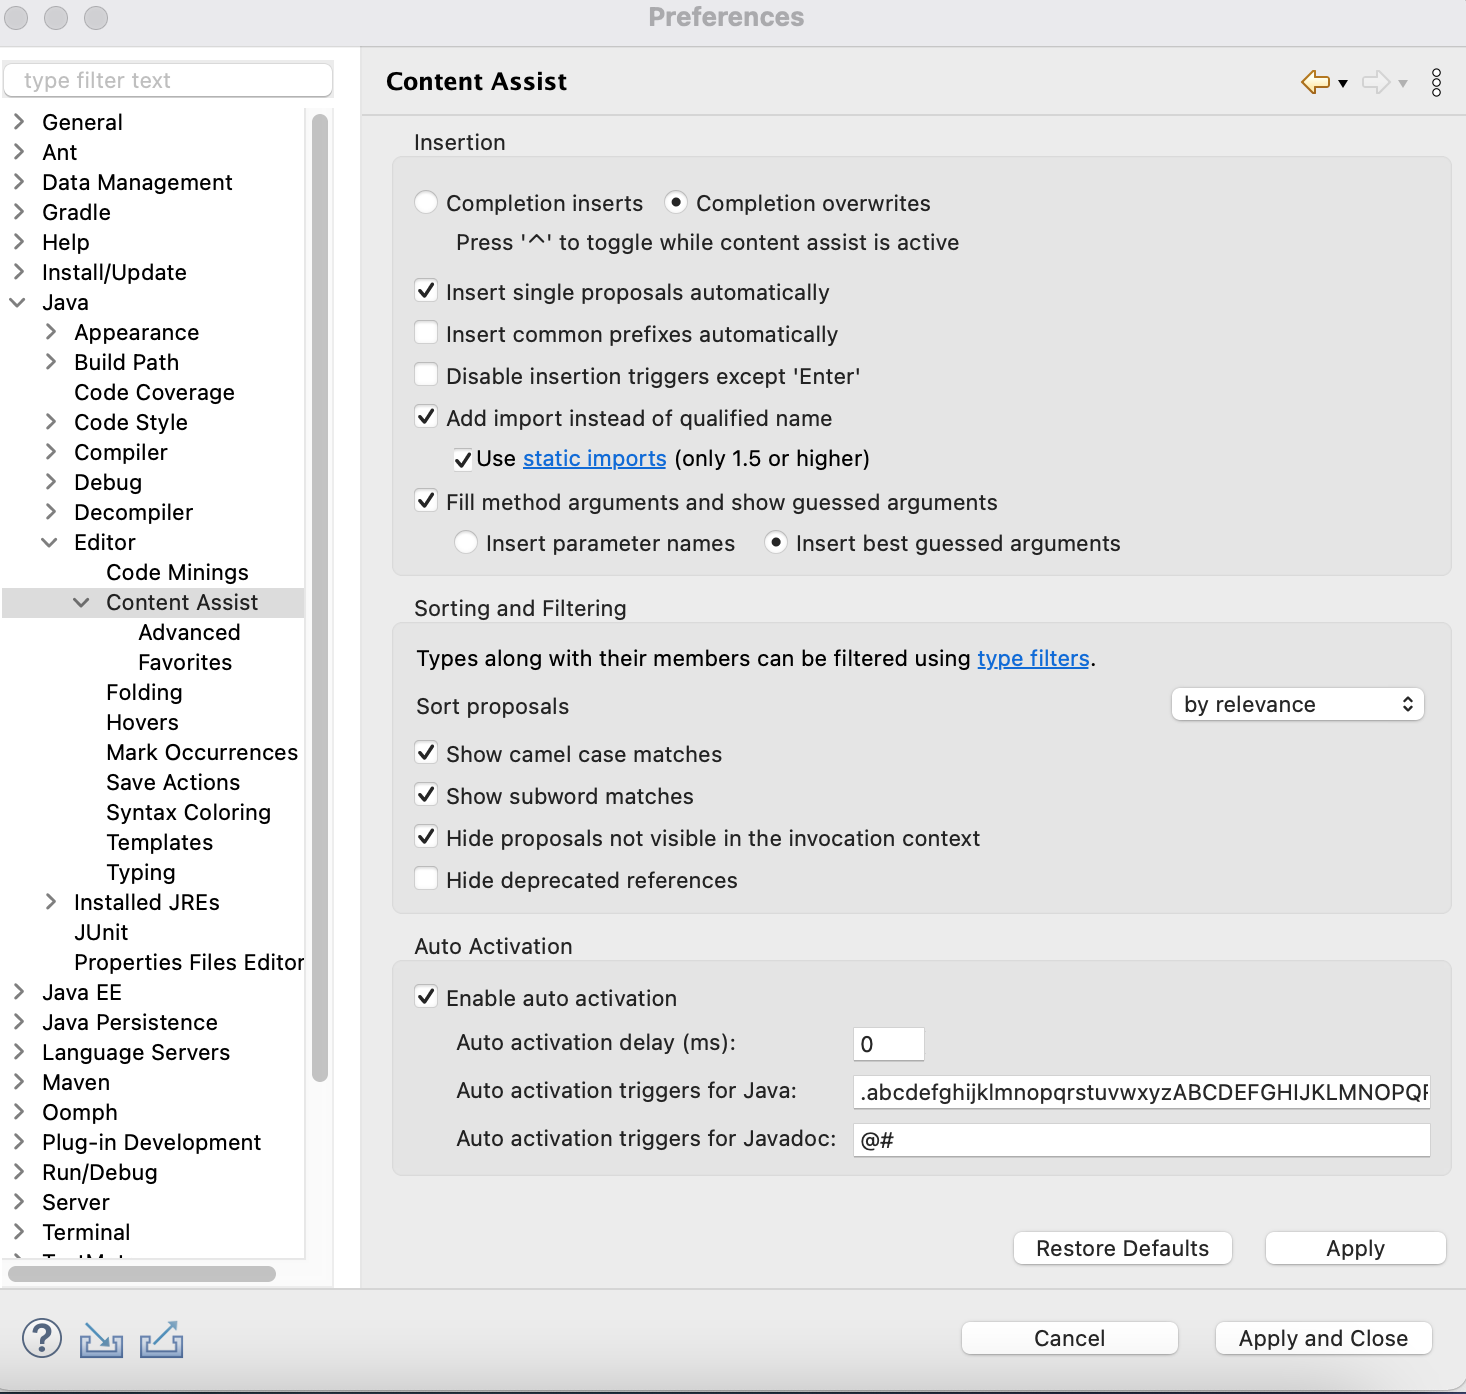 Preferences
type filter text
General
Ant
Data Management
Gradle
Help
Install/Update
Java
Appearance
Build Path
Code Coverage
Code Style
Compiler
Debug
Decompiler
Editor
Code Minings
Content Assist
Advanced
Favorites
Folding
Hovers
Mark Occurrences
Save Actions
Syntax Coloring
Templates
Typing
Installed JREs
JUnit
Properties Files Editor
Java EE
Java Persistence
Language Servers
Maven
Oomph
Plug-in Development
Run/Debug
Server
Terminal
Content Assist
Insertion
Completion inserts Completion overwrites
Press '^' to toggle while content assist is active
Insert single proposals automatically
Insert common prefixes automatically
Disable insertion triggers except 'Enter'
Add import instead of qualified name
Use static imports (only 1.5 or higher)
Fill method arguments and show guessed arguments
Insert parameter names Insert best guessed arguments
Sorting and Filtering
Types along with their members can be filtered using type filters.
Sort proposals by relevance
Show camel case matches
Show subword matches
Hide proposals not visible in the invocation context
Hide deprecated references
Auto Activation
Enable auto activation
Auto activation delay (ms): 0
Auto activation triggers for Java: .abcdefghijklmnopqrstuvwxyzABCDEFGHIJKLMNOPQ
Auto activation triggers for Javadoc: @#
Restore Defaults Apply
? Cancel Apply and Close